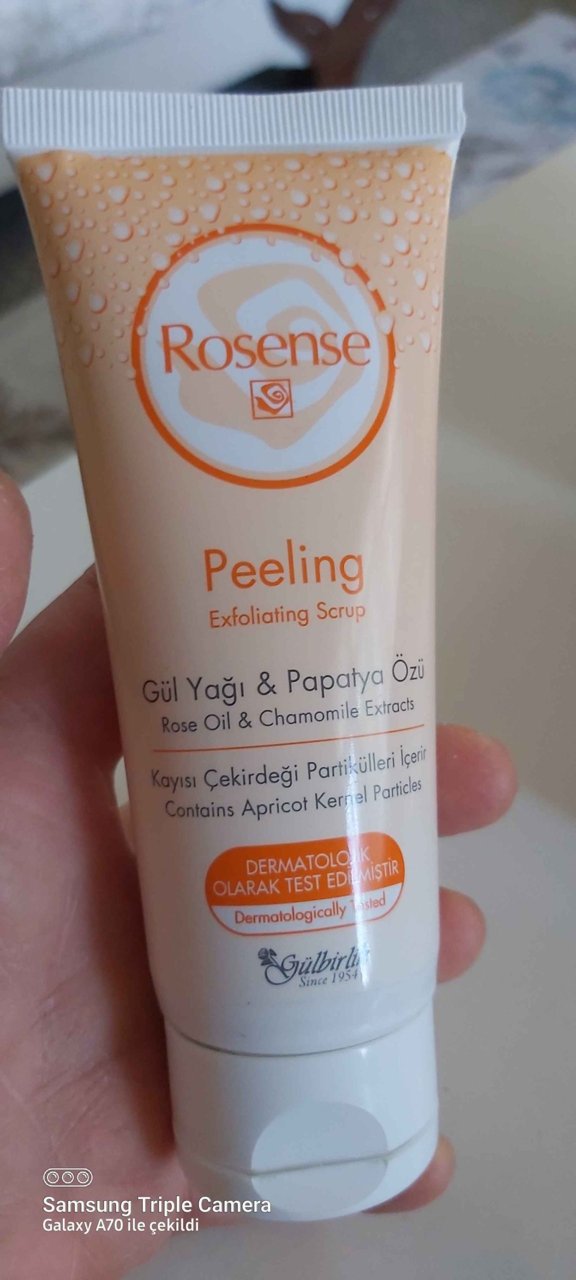 Rosense
Peeling
Exfoliating Scrup
Gül Yağı & Papatya Özü
Rose Oil & Chamomile Extracts
Kayısı Çekirdeği Partikülleri İçerir
Contains Apricot Kernel Particles
DERMATOLOJİK
OLARAK TEST EDİLMİŞTİR
Dermatologically Tested
Gülbirlik
Since 1954
Samsung Triple Camera
Galaxy A70 ile çekildi